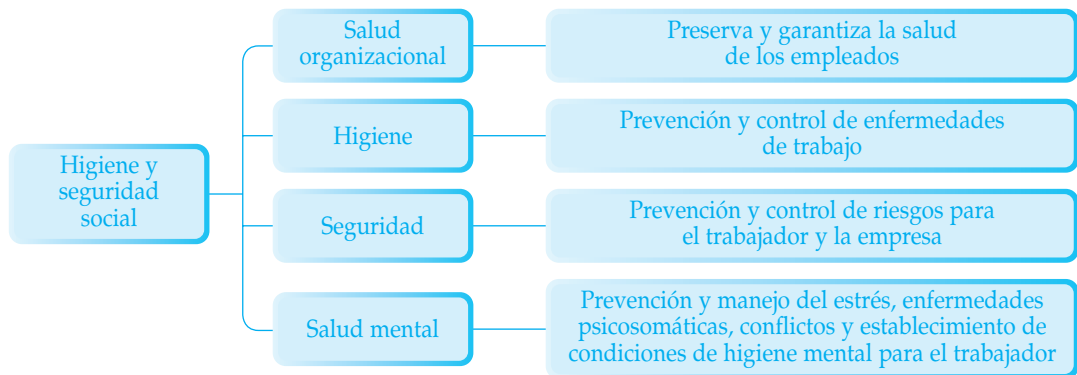 Higiene y
seguridad
social
Salud
organizacional
Preserva y garantiza la salud
de los empleados
Higiene
Prevención y control de enfermedades
de trabajo
Seguridad
Prevención y control de riesgos para
el trabajador y la empresa
Salud mental
Prevención y manejo del estrés, enfermedades
psicosomáticas, conflictos y establecimiento de
condiciones de higiene mental para el trabajador